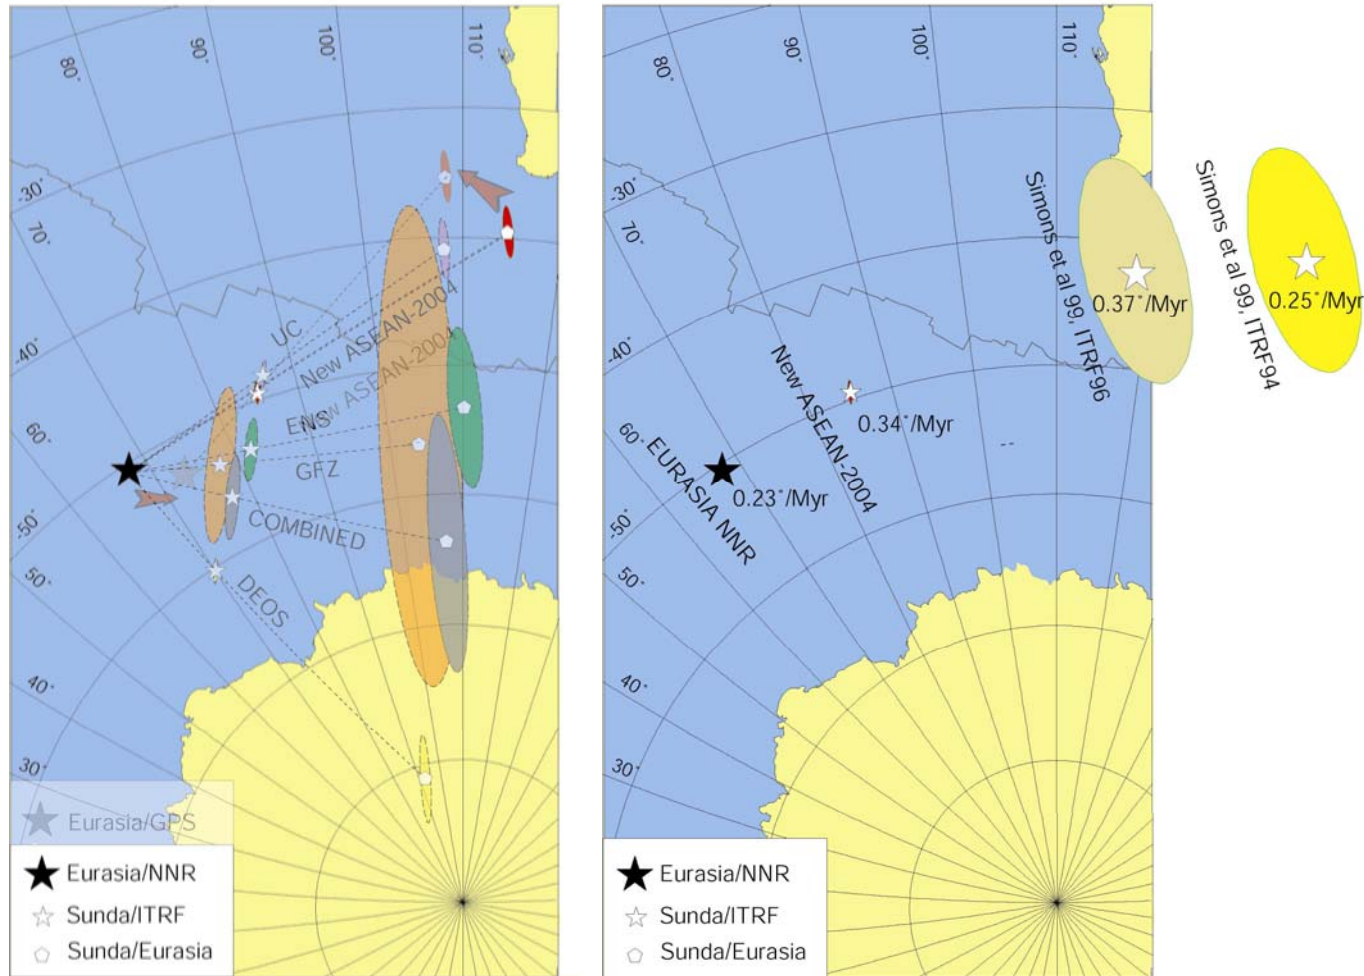 80°
90°
100°
110°
-30°
70°
-40°
60°
-50°
50°
40°
30°
UC
New ASEAN-2004
New ASEAN-2004
ENS
GFZ
COMBINED
DEOS
Eurasia/GPS
Eurasia/NNR
Sunda/ITRF
Sunda/Eurasia
80°
90°
100°
110°
-30°
70°
-40°
60°
-50°
50°
40°
30°
Simons et al 99, ITRF96
Simons et al 99, ITRF94
0.37°/Myr
0.25°/Myr
New ASEAN-2004
0.34°/Myr
EURASIA NNR
0.23°/Myr
Eurasia/NNR
Sunda/ITRF
Sunda/Eurasia